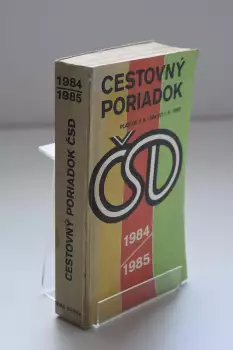 1984
1985
CESTOVNÝ PORIADOK ČSD
CESTOVNÝ
PORIADOK
ČSD
1984
1985